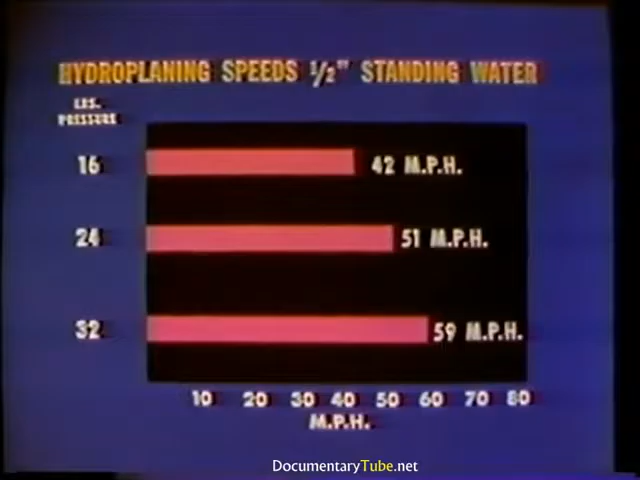 HYDROPLANING SPEEDS 1/2" STANDING WATER
LBS.
PRESSURE
16 42 M.P.H.
24 51 M.P.H.
32 59 M.P.H.
10 20 30 40 50 60 70 80
M.P.H.
DocumentaryTube.net